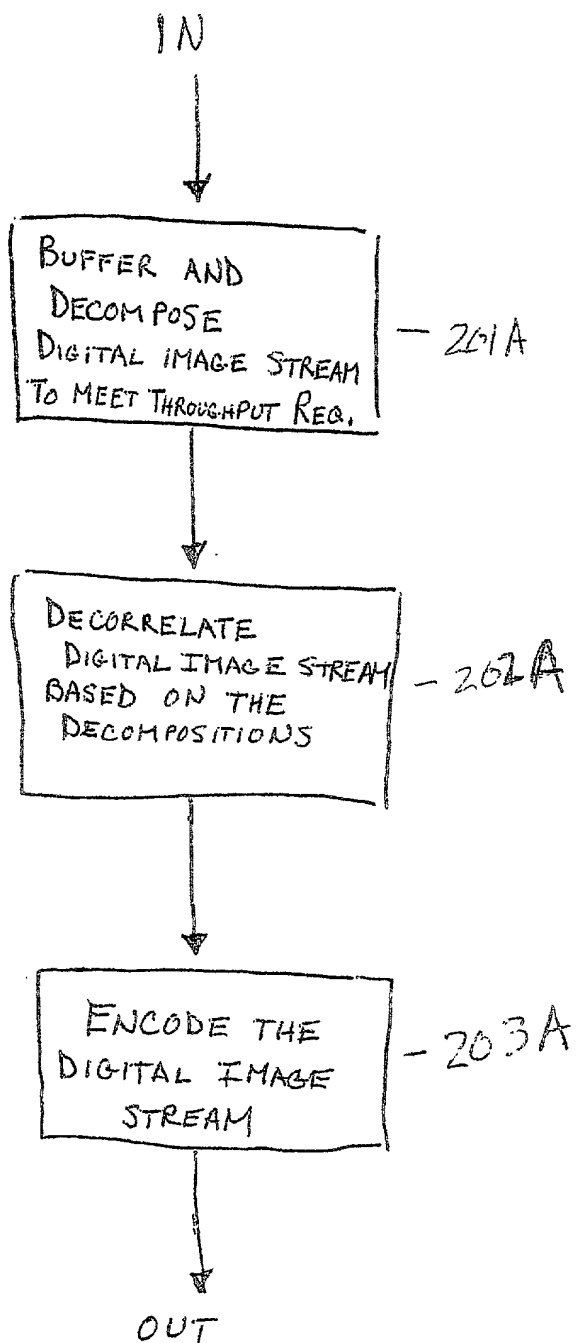 IN
BUFFER AND
DECOMPOSE
DIGITAL IMAGE STREAM
TO MEET THROUGHPUT REQ.
- 201A
DECORRELATE
DIGITAL IMAGE STREAM
BASED ON THE
DECOMPOSITIONS
- 202A
ENCODE THE
DIGITAL IMAGE
STREAM
- 203A
OUT